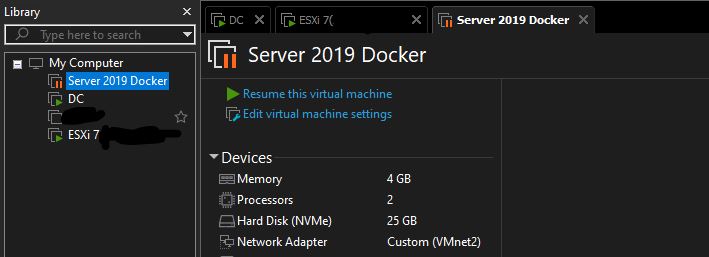 Library
Type here to search
My Computer
Server 2019 Docker
DC
ESXi 7
DC
ESXi 7(
Server 2019 Docker
Server 2019 Docker
Resume this virtual machine
Edit virtual machine settings
Devices
Memory 4 GB
Processors 2
Hard Disk (NVMe) 25 GB
Network Adapter Custom (VMnet2)